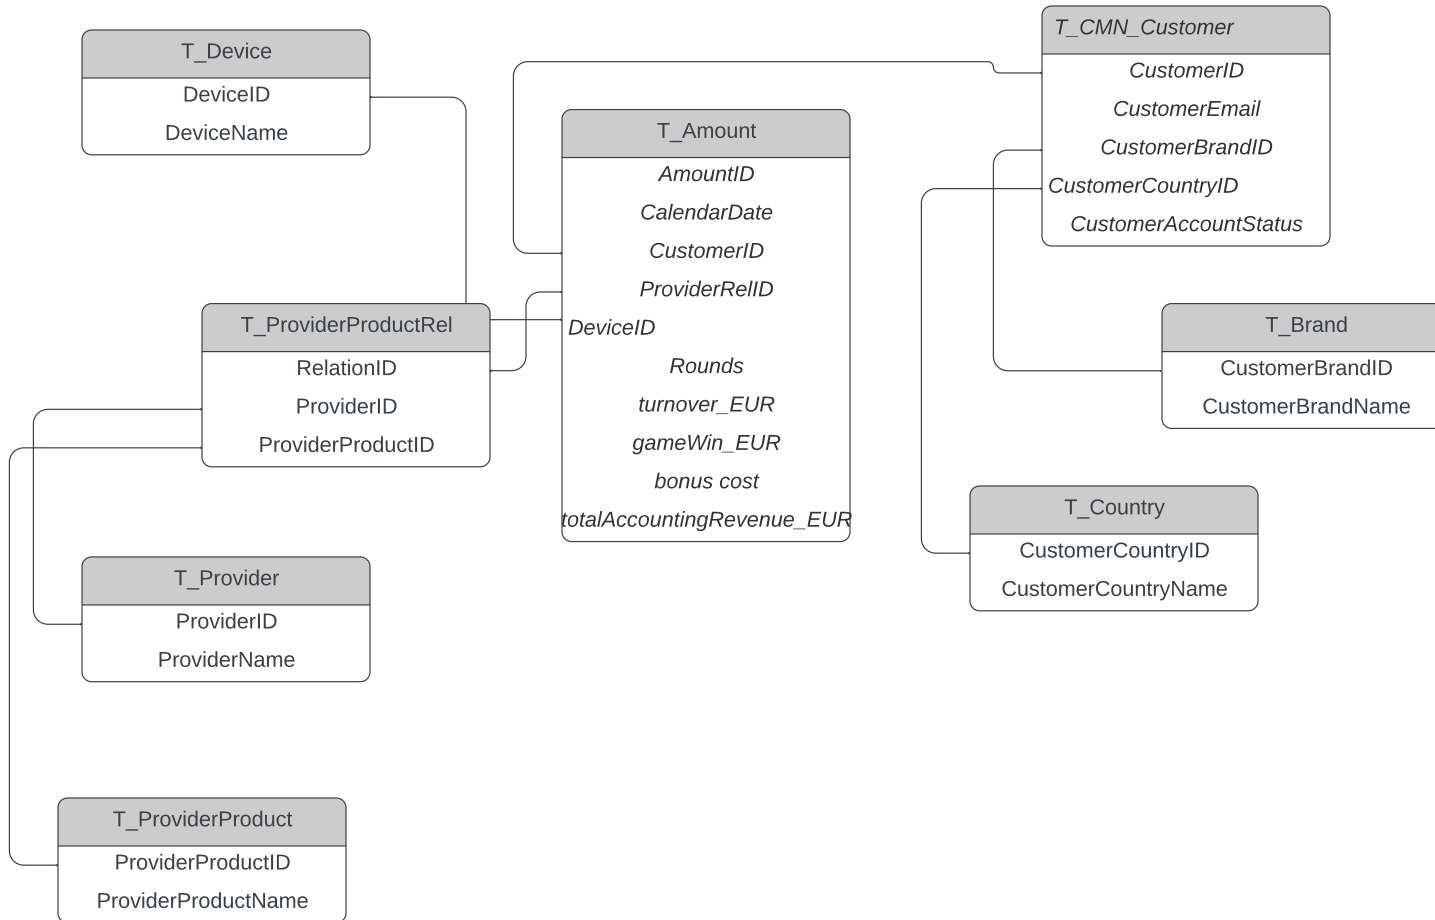 T_Device
DeviceID
DeviceName
T_Amount
AmountID
CalendarDate
CustomerID
ProviderRelID
DeviceID
Rounds
turnover_EUR
gameWin_EUR
bonus cost
totalAccountingRevenue_EUR
T_CMN_Customer
CustomerID
CustomerEmail
CustomerBrandID
CustomerCountryID
CustomerAccountStatus
T_ProviderProductRel
RelationID
ProviderID
ProviderProductID
T_Brand
CustomerBrandID
CustomerBrandName
T_Country
CustomerCountryID
CustomerCountryName
T_Provider
ProviderID
ProviderName
T_ProviderProduct
ProviderProductID
ProviderProductName